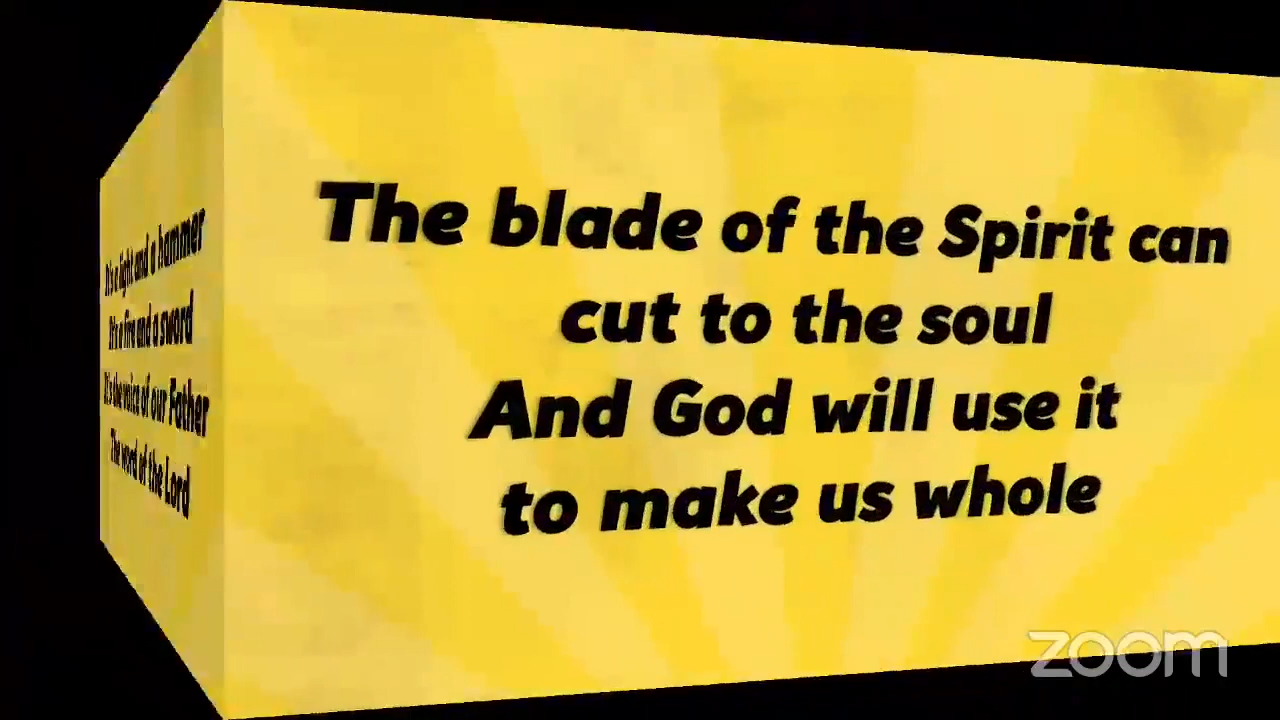 It's a light and a hammer
It's a fire and a sword
It's the voice of our Father
The word of the Lord
The blade of the Spirit can
cut to the soul
And God will use it
to make us whole
zoom